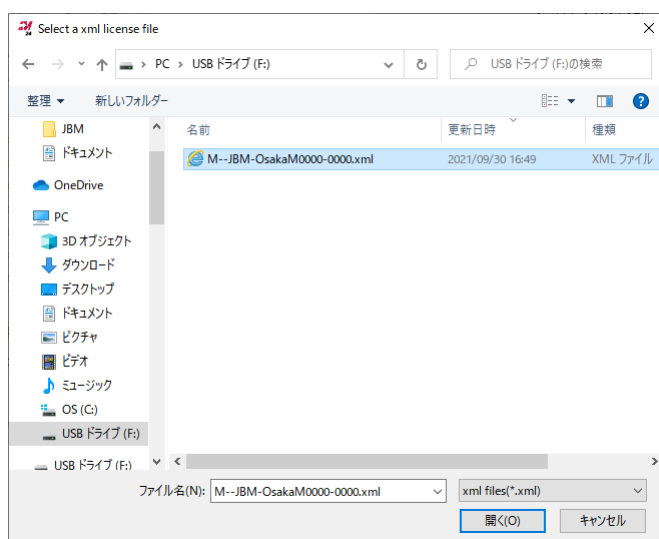 Select a xml license file
PC > USB ドライブ (F:)
USB ドライブ (F:)の検索
整理 新しいフォルダー
名前 更新日時 種類
M--JBM-OsakaM0000-0000.xml 2021/09/30 16:49 XML ファイル
JBM
ドキュメント
OneDrive
PC
3D オブジェクト
ダウンロード
デスクトップ
ドキュメント
ピクチャ
ビデオ
ミュージック
OS (C:)
USB ドライブ (F:)
USB ドライブ (F:)
ファイル名(N): M--JBM-OsakaM0000-0000.xml xml files(*.xml)
開く(O) キャンセル